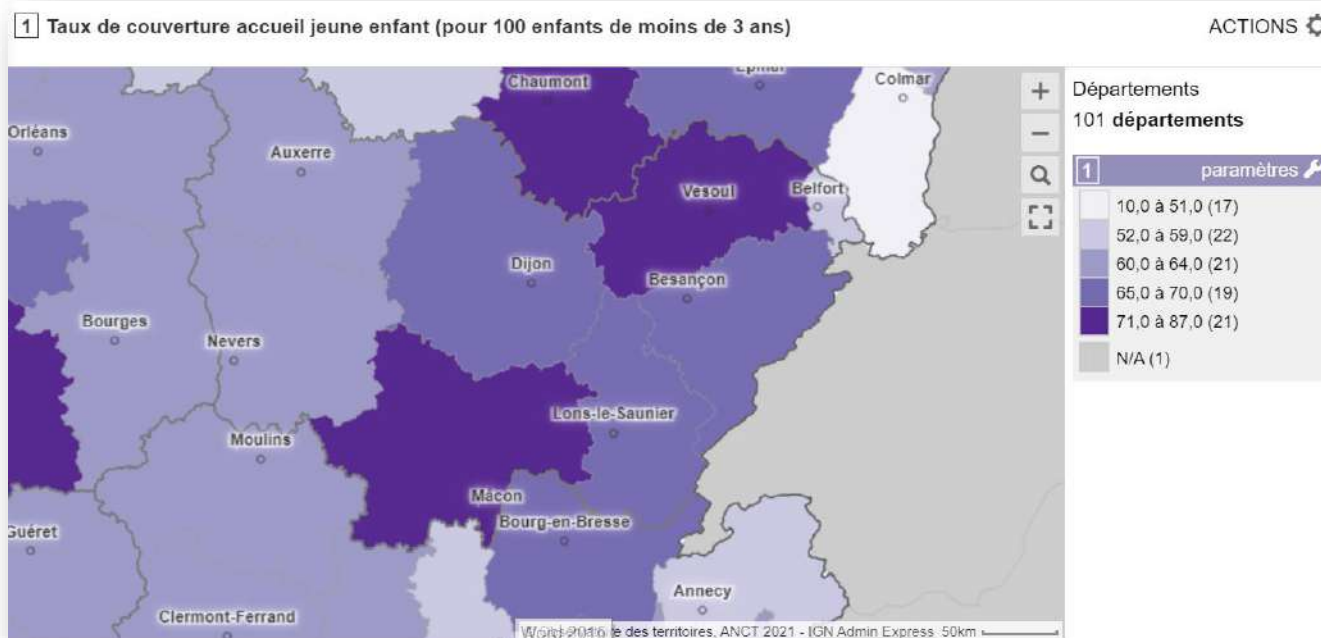 1 Taux de couverture accueil jeune enfant (pour 100 enfants de moins de 3 ans)
ACTIONS
Chaumont
Epinal
Colmar
Orléans
Auxerre
Vesoul
Belfort
Dijon
Besançon
Bourges
Nevers
Lons-le-Saunier
Moulins
Mâcon
Bourg-en-Bresse
Guéret
Annecy
Clermont-Ferrand
e des territoires, ANCT 2021 - IGN Admin Express 50km
+
−
Départements
101 départements
1 paramètres
10,0 à 51,0 (17)
52,0 à 59,0 (22)
60,0 à 64,0 (21)
65,0 à 70,0 (19)
71,0 à 87,0 (21)
N/A (1)